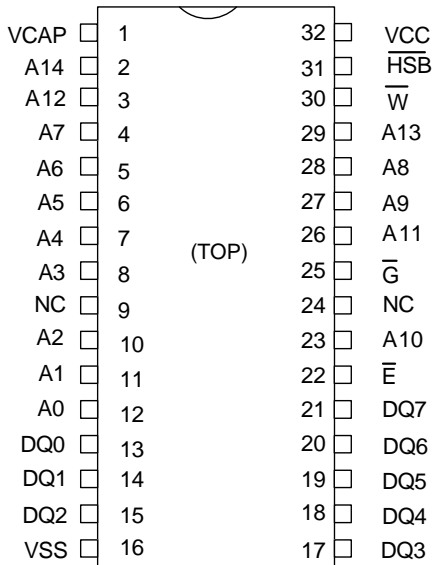 VCAP 1 32 VCC
A14 2 31 H̅S̅B̅
A12 3 30 W̅
A7 4 29 A13
A6 5 28 A8
A5 6 27 A9
A4 7 26 A11
(TOP)
A3 8 25 G̅
NC 9 24 NC
A2 10 23 A10
A1 11 22 E̅
A0 12 21 DQ7
DQ0 13 20 DQ6
DQ1 14 19 DQ5
DQ2 15 18 DQ4
VSS 16 17 DQ3